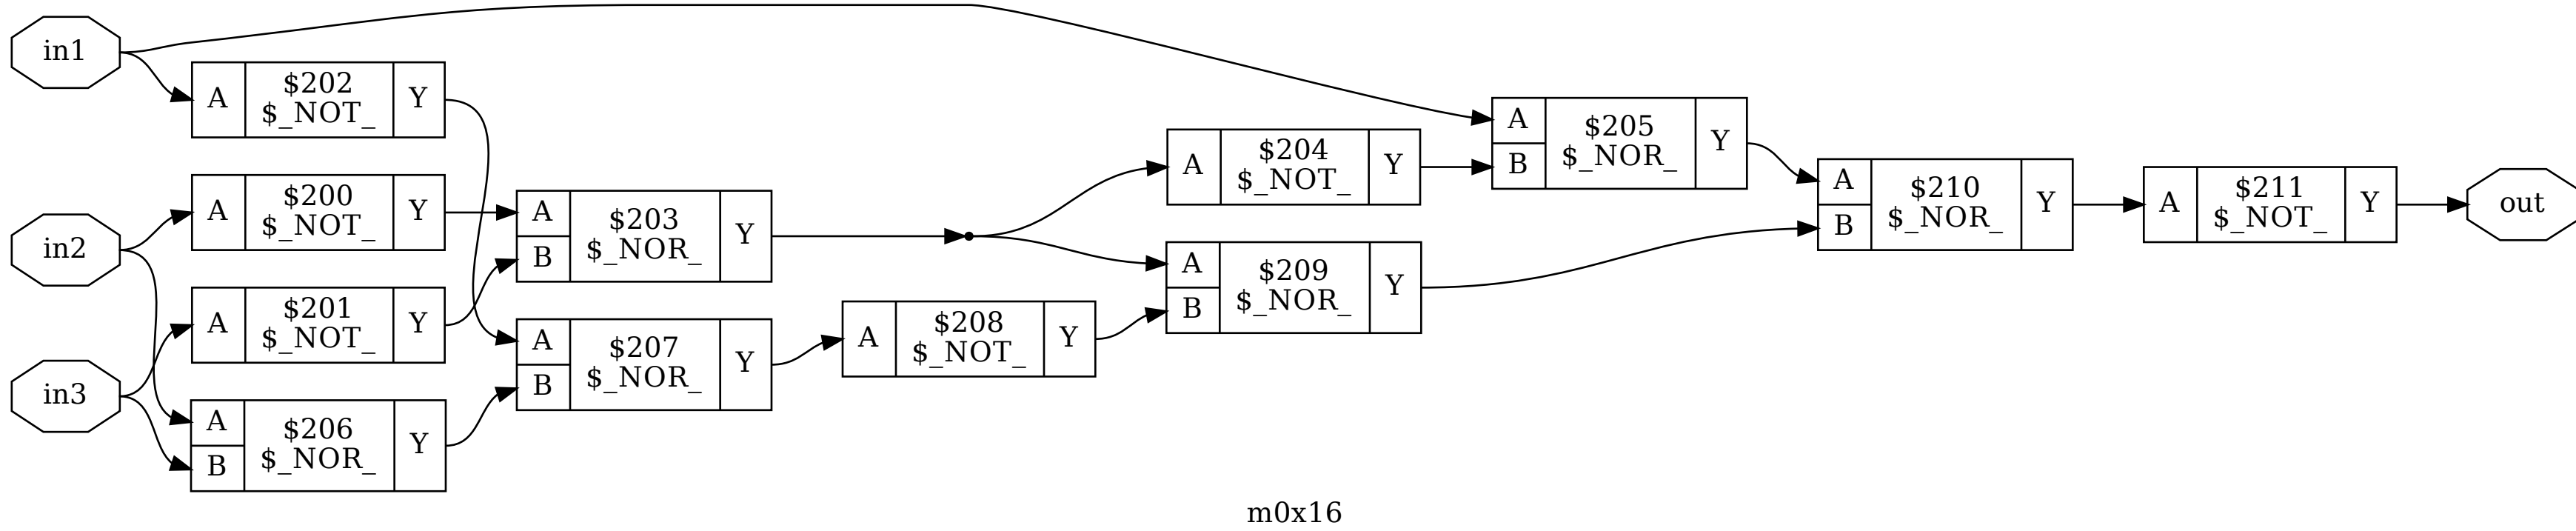 in1
A
$202
$_NOT_
Y
A
$200
$_NOT_
Y
in2
A
$201
$_NOT_
Y
in3
A
B
$206
$_NOR_
Y
A
B
$203
$_NOR_
Y
A
B
$207
$_NOR_
Y
A
$208
$_NOT_
Y
A
$204
$_NOT_
Y
A
B
$209
$_NOR_
Y
A
B
$205
$_NOR_
Y
A
B
$210
$_NOR_
Y
A
$211
$_NOT_
Y
out
m0x16